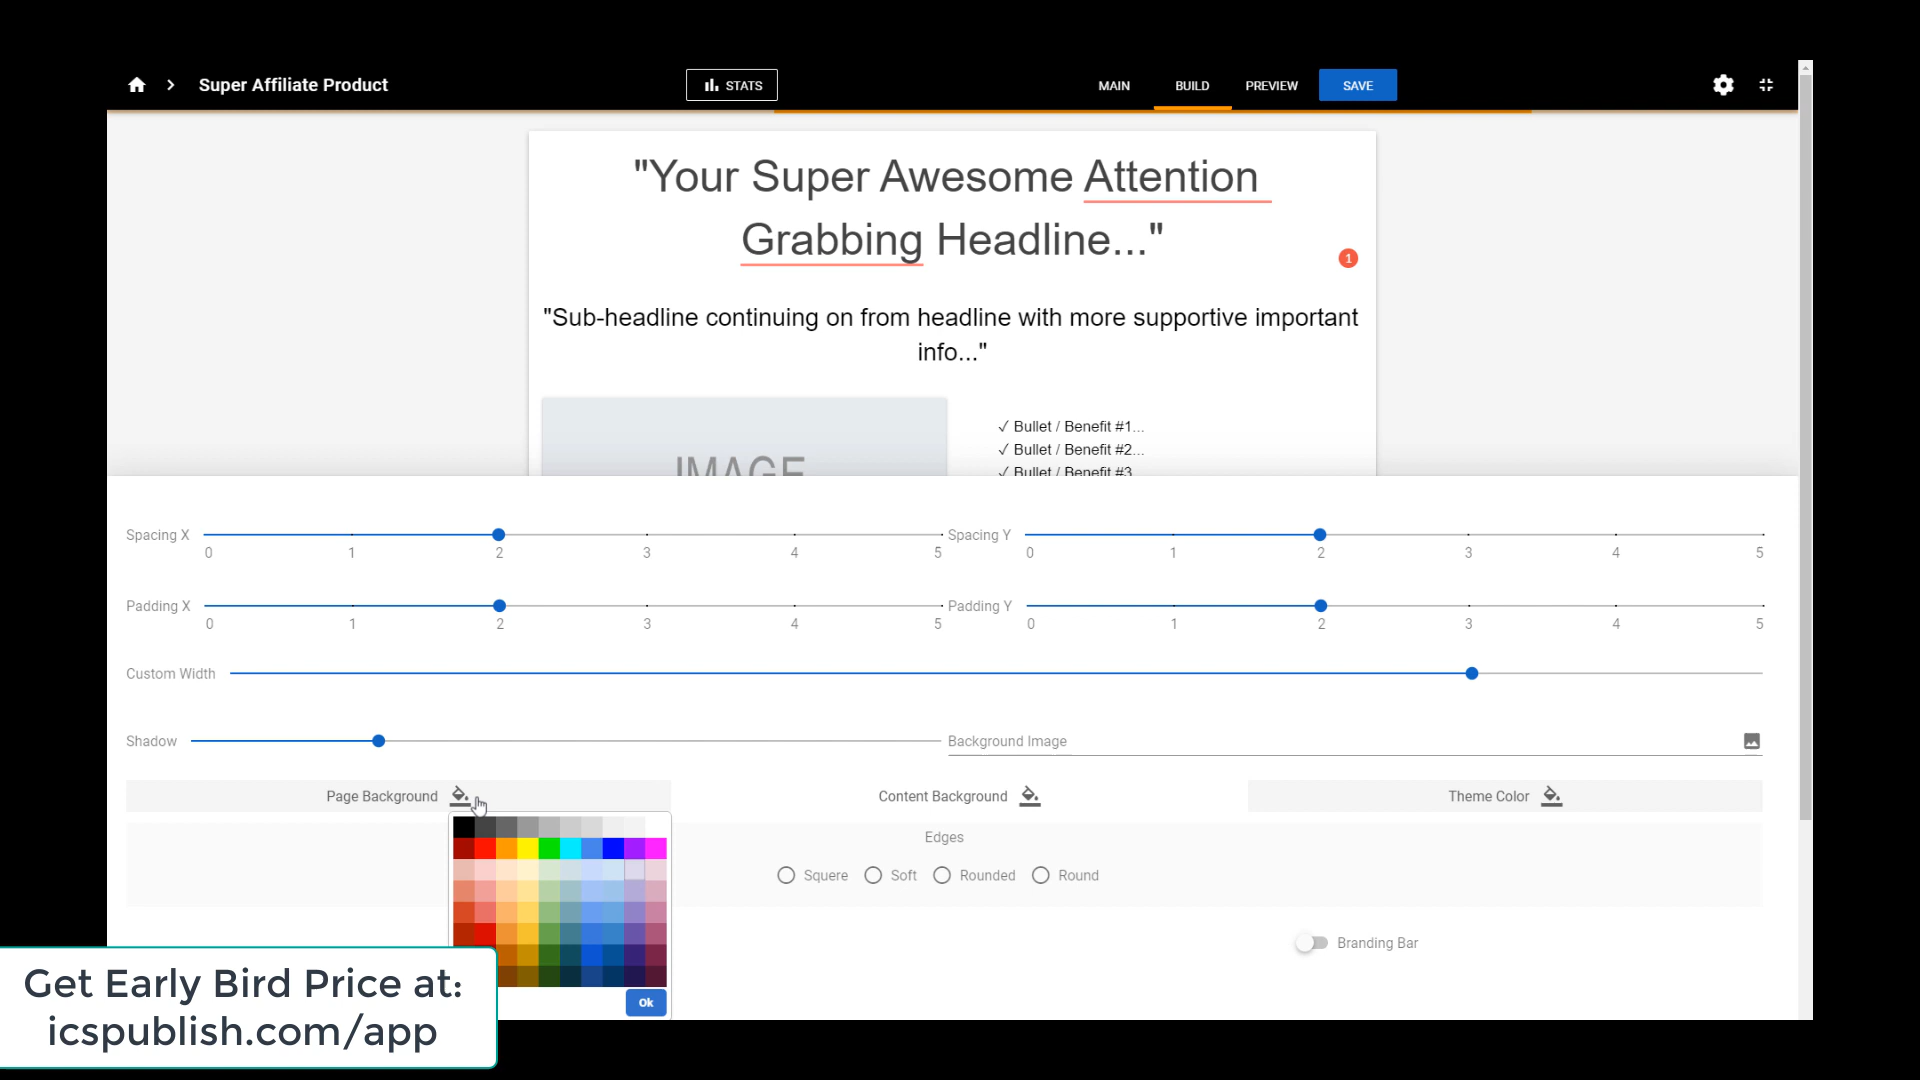 Super Affiliate Product
STATS
MAIN
BUILD
PREVIEW
SAVE
"Your Super Awesome Attention
Grabbing Headline..."
1
"Sub-headline continuing on from headline with more supportive important
info..."
IMAGE
✓ Bullet / Benefit #1...
✓ Bullet / Benefit #2...
✓ Bullet / Benefit #3
Spacing X
0 1 2 3 4 5
Spacing Y
0 1 2 3 4 5
Padding X
0 1 2 3 4 5
Padding Y
0 1 2 3 4 5
Custom Width
Shadow
Background Image
Page Background
Content Background
Theme Color
Edges
Squere
Soft
Rounded
Round
Branding Bar
Ok
Get Early Bird Price at:
icspublish.com/app